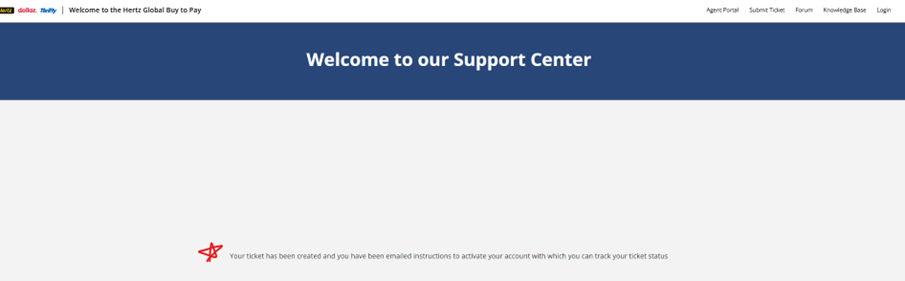 Hertz dollar. Thrifty | Welcome to the Hertz Global Buy to Pay Agent Portal Submit Ticket Forum Knowledge Base Login
Welcome to our Support Center
Your ticket has been created and you have been emailed instructions to activate your account with which you can track your ticket status